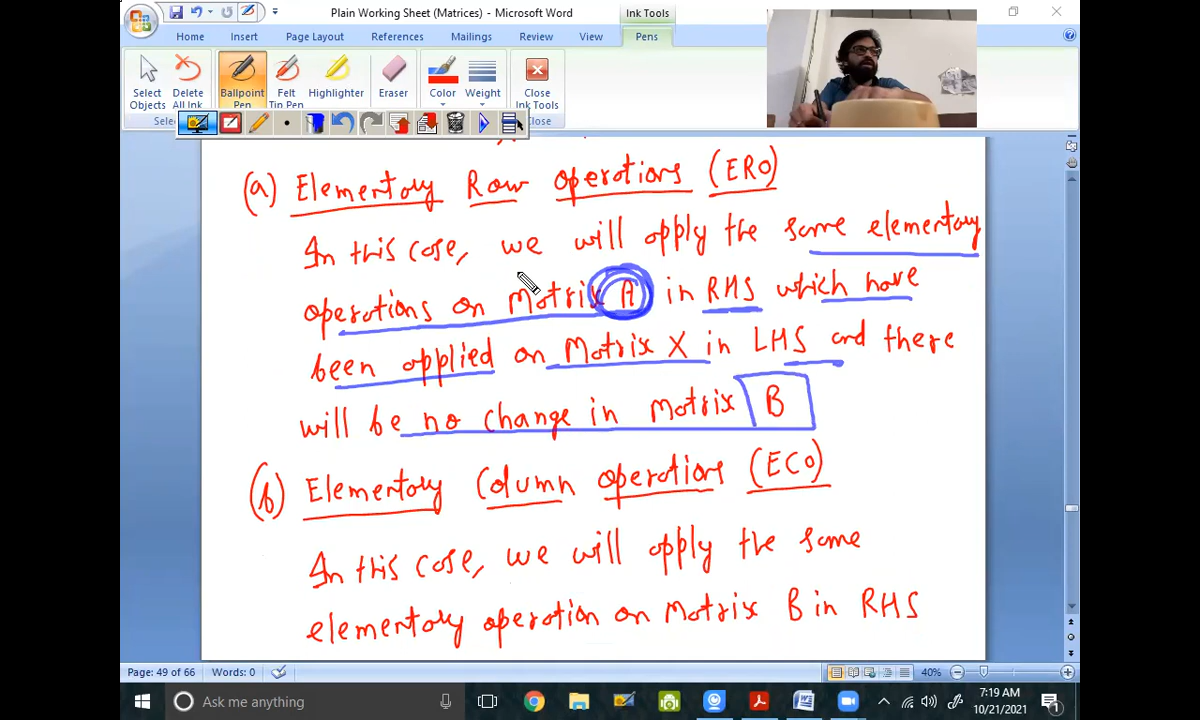 Plain Working Sheet (Matrices) - Microsoft Word
Ink Tools
Home Insert Page Layout References Mailings Review View Pens
Select Objects
Delete All Ink
Ballpoint Pen
Felt Tip Pen
Highlighter
Eraser
Color
Weight
Close Ink Tools
Close
(a) Elementary Row operations (ERO)
In this case, we will apply the same elementary
operations on Matrix A in RHS which have
been applied on Matrix X in LHS and there
will be no change in Matrix B
(b) Elementary Column operations (ECO)
In this case, we will apply the same
elementary operation on Matrix B in RHS
Page: 49 of 66 Words: 0
40%
Ask me anything
7:19 AM
10/21/2021